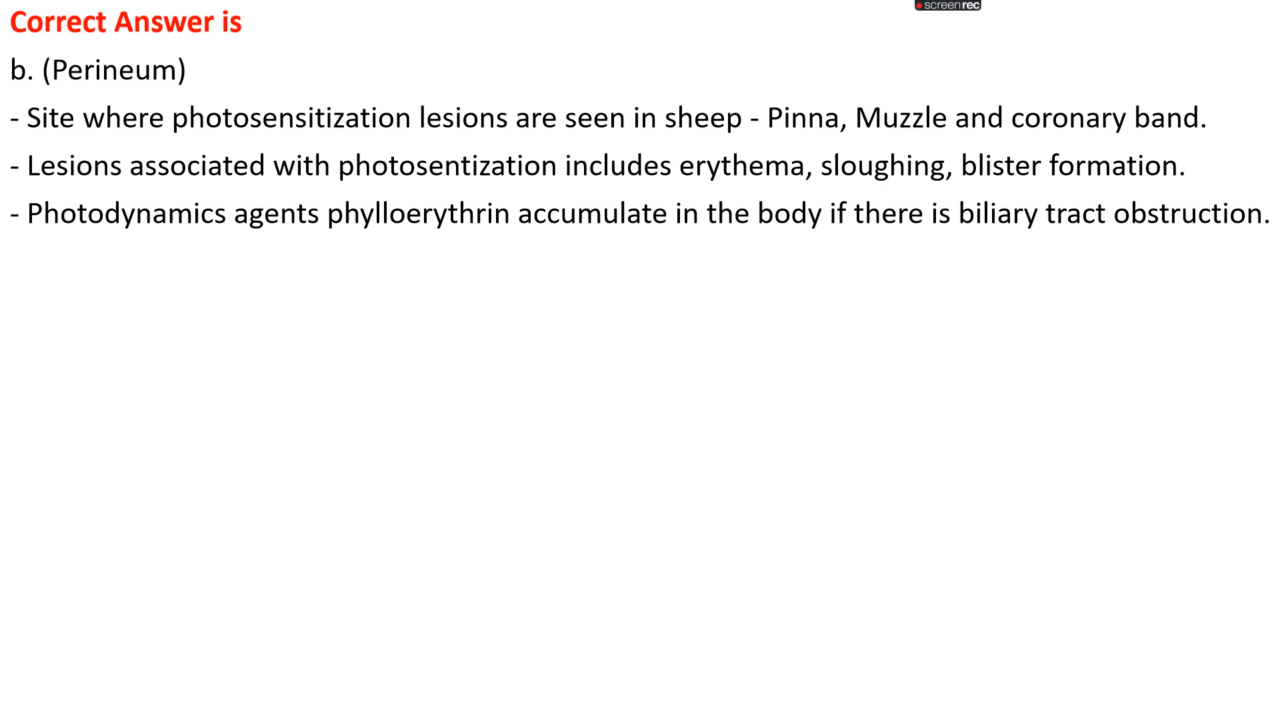 screenrec
Correct Answer is
b. (Perineum)
- Site where photosensitization lesions are seen in sheep - Pinna, Muzzle and coronary band.
- Lesions associated with photosentization includes erythema, sloughing, blister formation.
- Photodynamics agents phylloerythrin accumulate in the body if there is biliary tract obstruction.